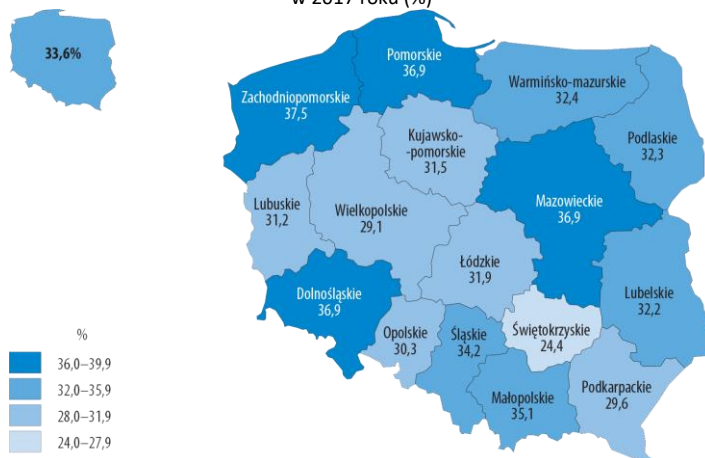 w 2017 roku (%)
33,6%
Pomorskie
36,9
Warmińsko-mazurskie
32,4
Zachodniopomorskie
37,5
Kujawsko-
-pomorskie
31,5
Podlaskie
32,3
Lubuskie
31,2
Wielkopolskie
29,1
Mazowieckie
36,9
Łódzkie
31,9
Dolnośląskie
36,9
Lubelskie
32,2
Opolskie
30,3
Śląskie
34,2
Świętokrzyskie
24,4
Małopolskie
35,1
Podkarpackie
29,6
%
36,0–39,9
32,0–35,9
28,0–31,9
24,0–27,9